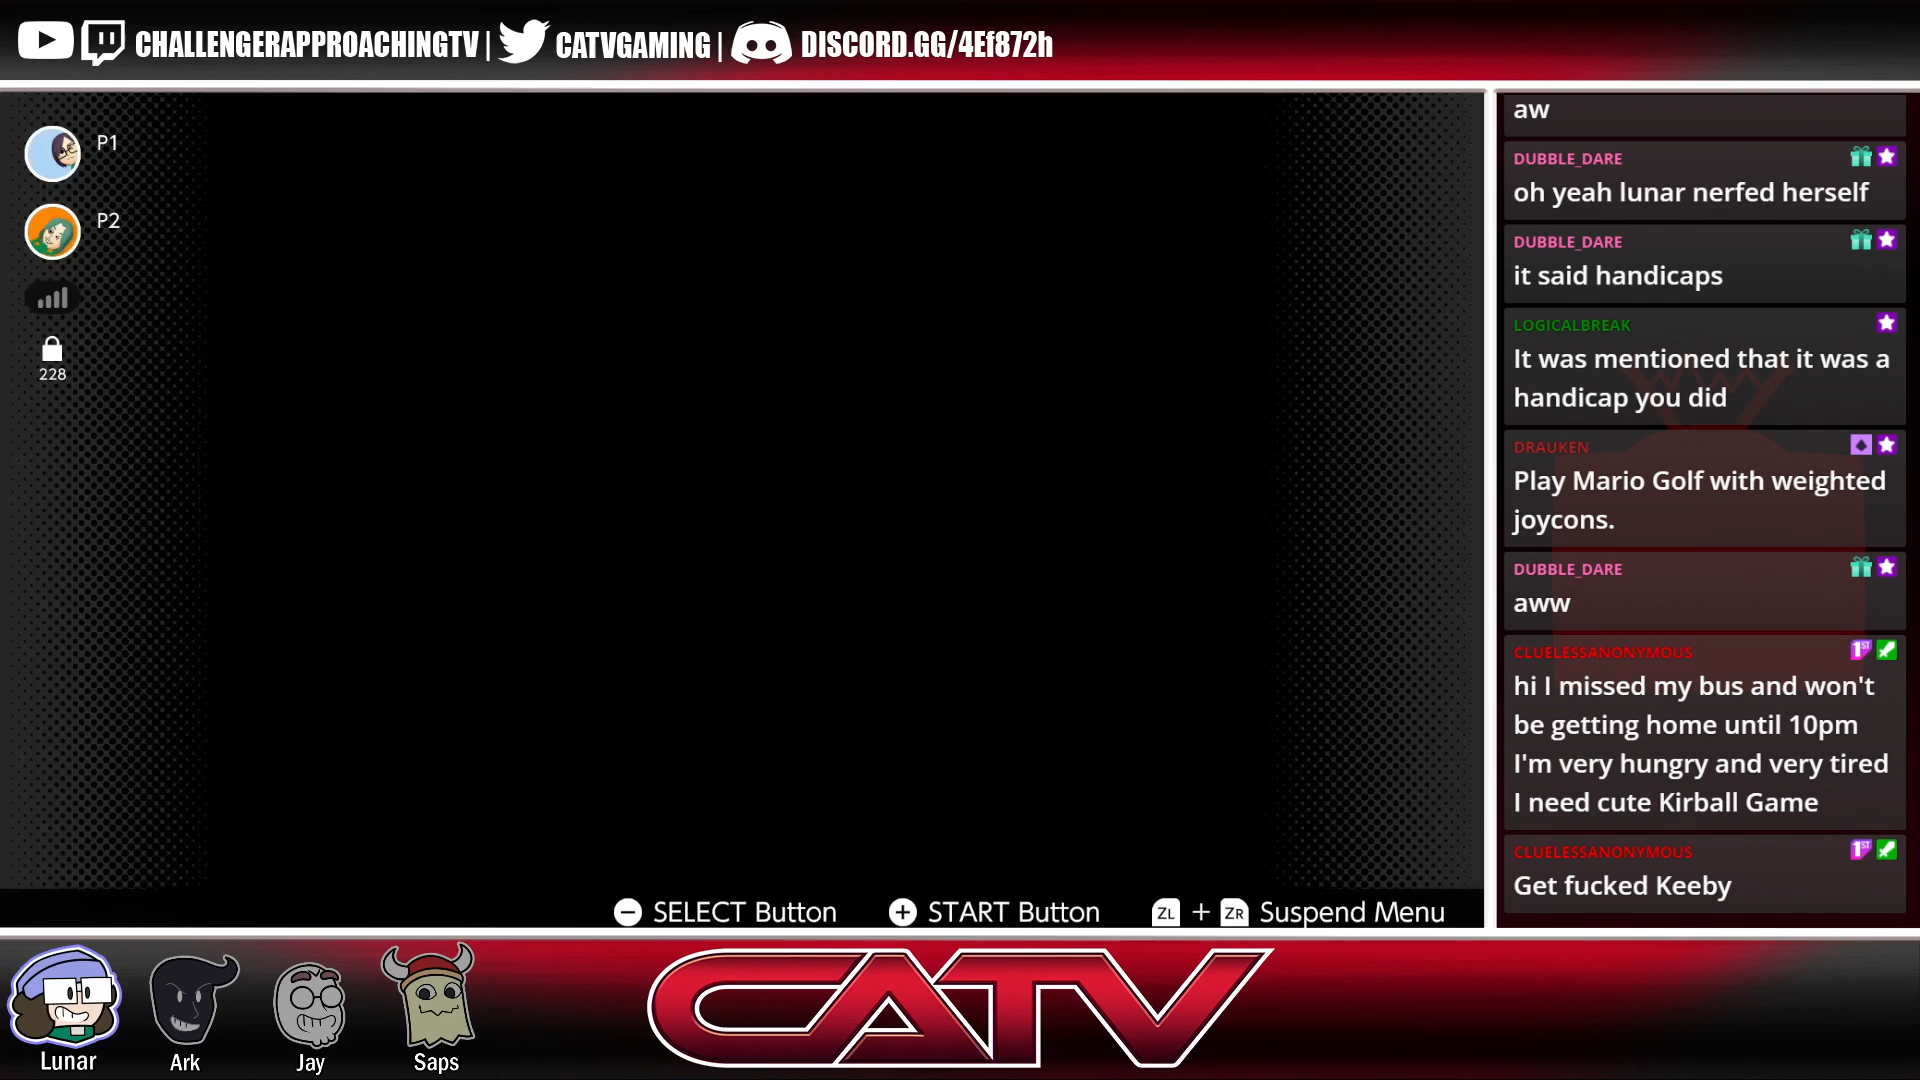 CHALLENGERAPPROACHINGTV | CATVGAMING | DISCORD.GG/4Ef872h
P1
P2
228
SELECT Button START Button ZL + ZR Suspend Menu
aw
DUBBLE_DARE
oh yeah lunar nerfed herself
DUBBLE_DARE
it said handicaps
LOGICALBREAK
It was mentioned that it was a
handicap you did
DRAUKEN
Play Mario Golf with weighted
joycons.
DUBBLE_DARE
aww
CLUELESSANONYMOUS 1ST
hi I missed my bus and won't
be getting home until 10pm
I'm very hungry and very tired
I need cute Kirball Game
CLUELESSANONYMOUS 1ST
Get fucked Keeby
Lunar Ark Jay Saps
CATV